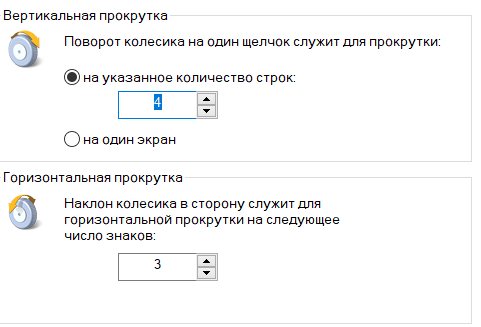 Вертикальная прокрутка
Поворот колесика на один щелчок служит для прокрутки:
на указанное количество строк:
4
на один экран
Горизонтальная прокрутка
Наклон колесика в сторону служит для
горизонтальной прокрутки на следующее
число знаков:
3